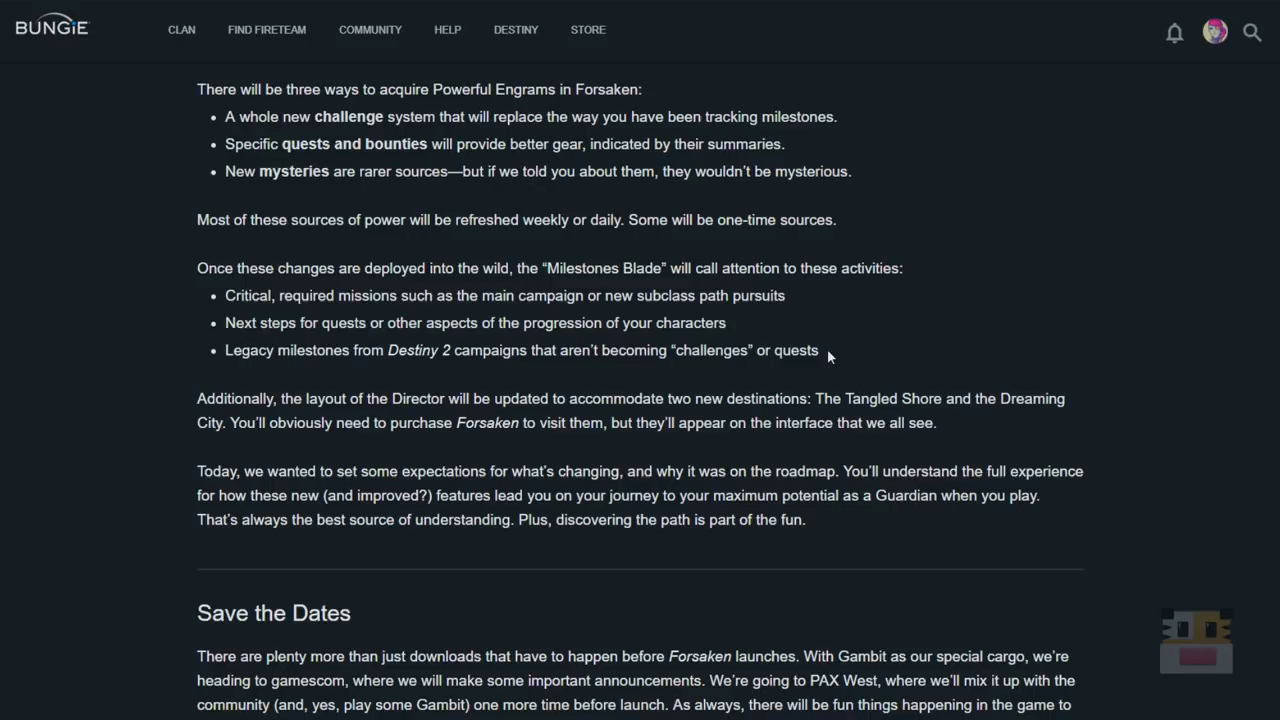 BUNGiE
CLAN
FIND FIRETEAM
COMMUNITY
HELP
DESTINY
STORE
There will be three ways to acquire Powerful Engrams in Forsaken:
• A whole new challenge system that will replace the way you have been tracking milestones.
• Specific quests and bounties will provide better gear, indicated by their summaries.
• New mysteries are rarer sources—but if we told you about them, they wouldn’t be mysterious.
Most of these sources of power will be refreshed weekly or daily. Some will be one-time sources.
Once these changes are deployed into the wild, the “Milestones Blade” will call attention to these activities:
• Critical, required missions such as the main campaign or new subclass path pursuits
• Next steps for quests or other aspects of the progression of your characters
• Legacy milestones from Destiny 2 campaigns that aren’t becoming “challenges” or quests
Additionally, the layout of the Director will be updated to accommodate two new destinations: The Tangled Shore and the Dreaming
City. You’ll obviously need to purchase Forsaken to visit them, but they’ll appear on the interface that we all see.
Today, we wanted to set some expectations for what’s changing, and why it was on the roadmap. You’ll understand the full experience
for how these new (and improved?) features lead you on your journey to your maximum potential as a Guardian when you play.
That’s always the best source of understanding. Plus, discovering the path is part of the fun.
Save the Dates
There are plenty more than just downloads that have to happen before Forsaken launches. With Gambit as our special cargo, we’re
heading to gamescom, where we will make some important announcements. We’re going to PAX West, where we’ll mix it up with the
community (and, yes, play some Gambit) one more time before launch. As always, there will be fun things happening in the game to